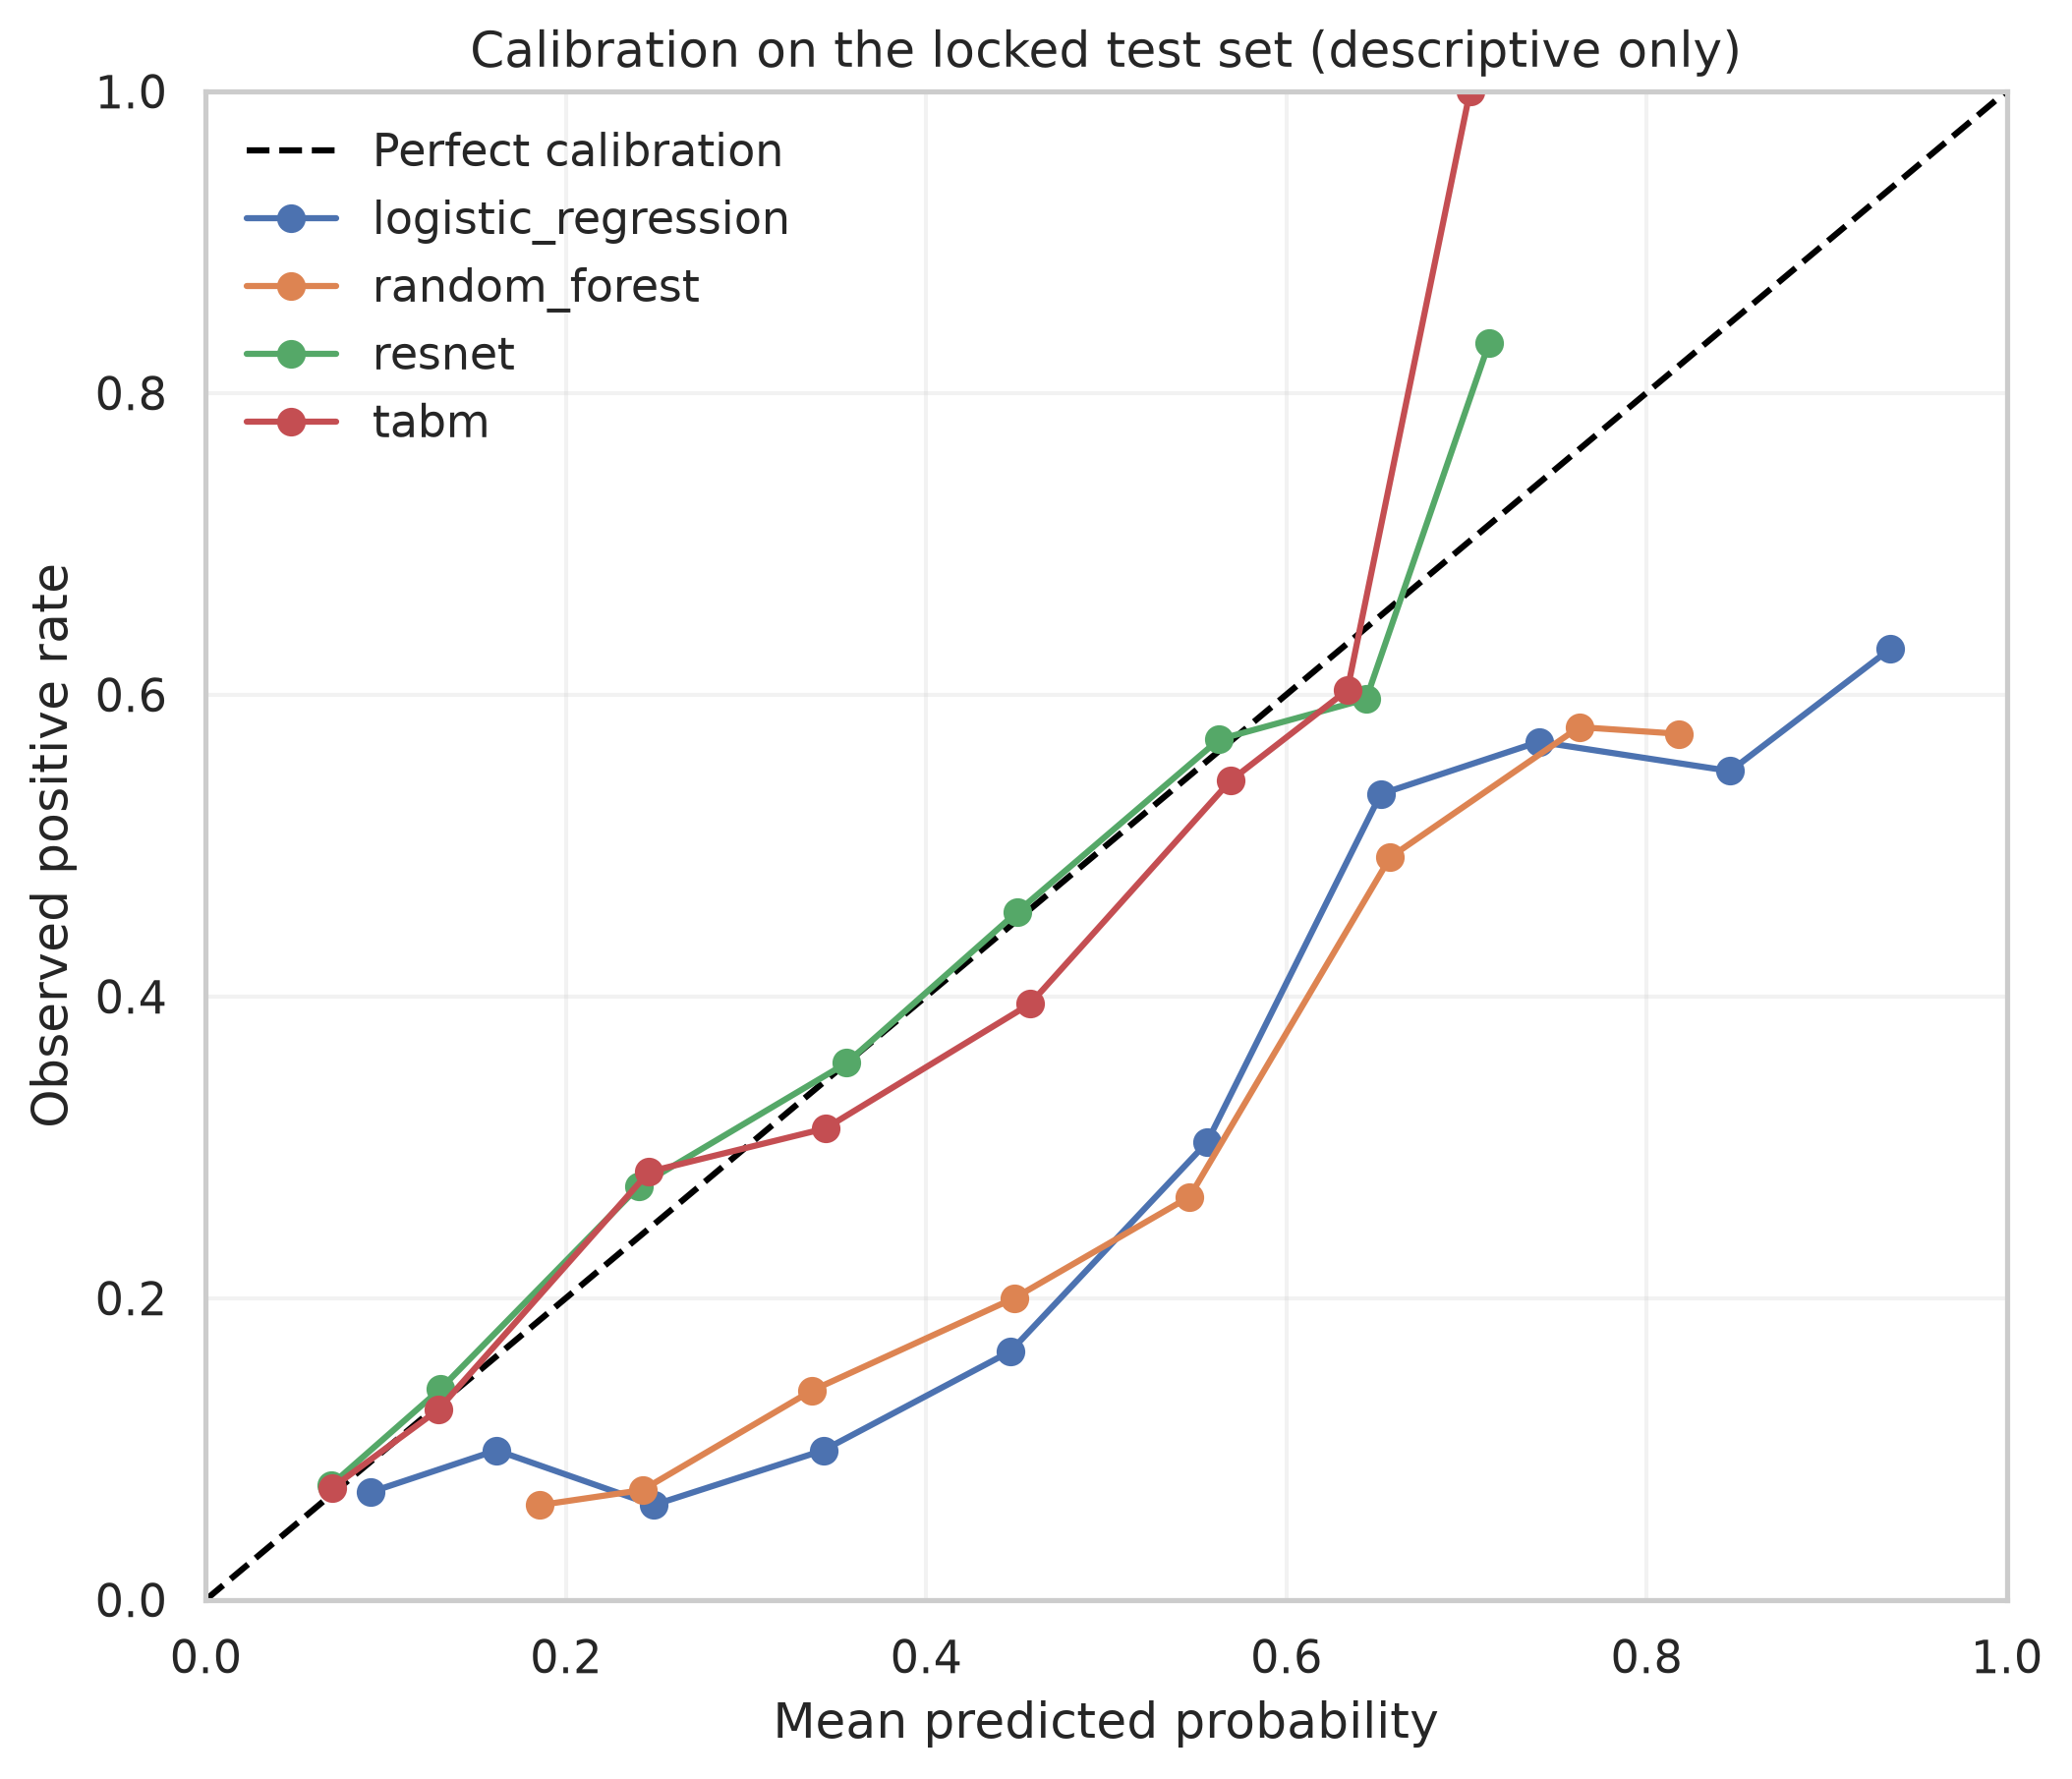 Calibration on the locked test set (descriptive only)
1.0
0.8
0.6
0.4
0.2
0.0
Observed positive rate
Perfect calibration
logistic_regression
random_forest
resnet
tabm
0.0 0.2 0.4 0.6 0.8 1.0
Mean predicted probability